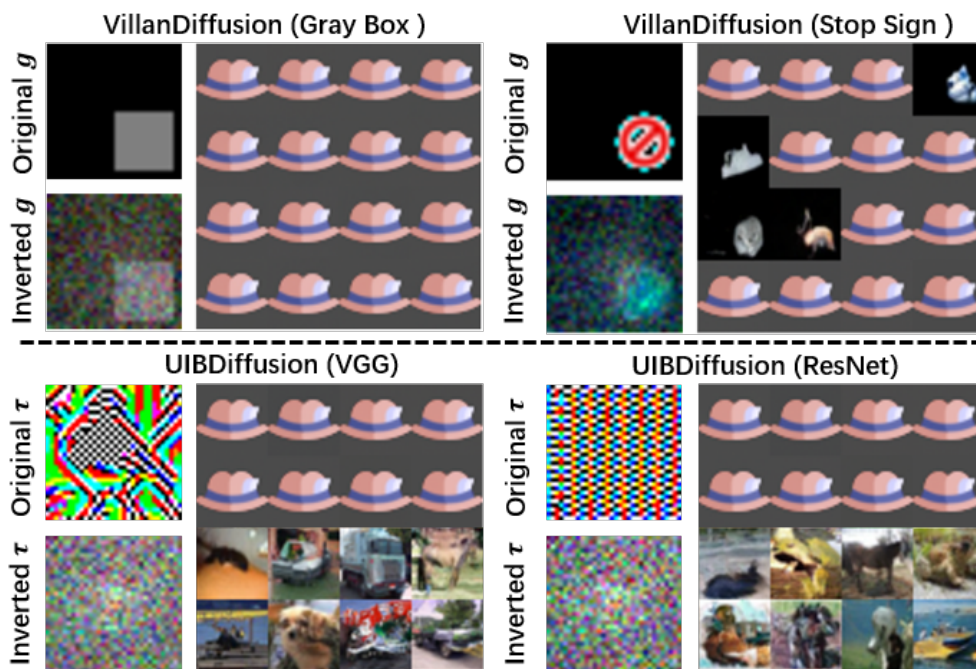 VillanDiffusion (Gray Box )
VillanDiffusion (Stop Sign )
Original g
Original g
Inverted g
Inverted g
UIBDiffusion (VGG)
UIBDiffusion (ResNet)
Original τ
Original τ
Inverted τ
Inverted τ